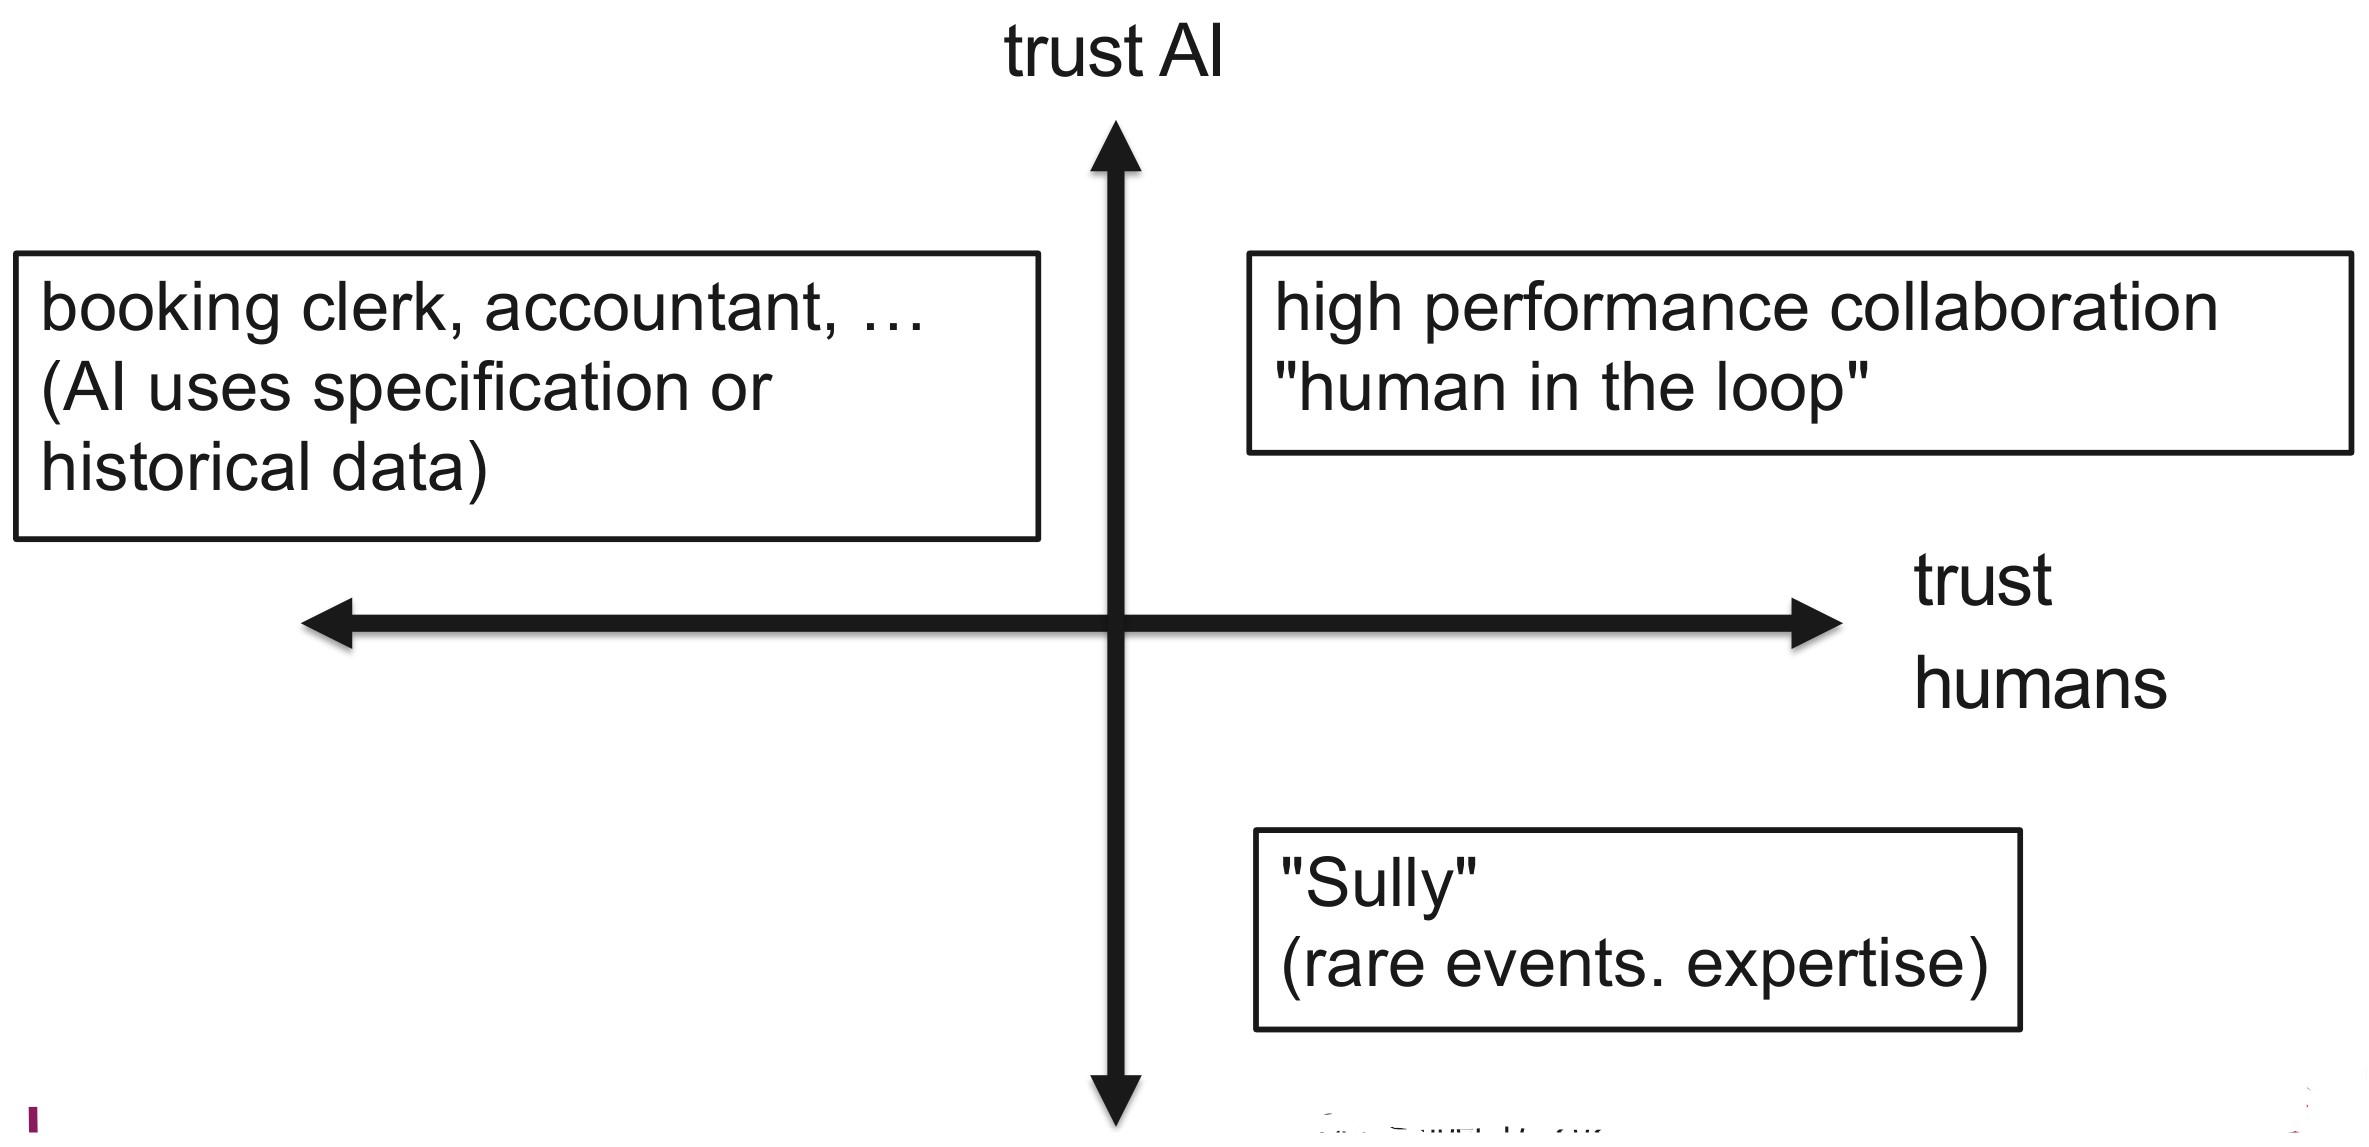 trust AI
booking clerk, accountant, …
(AI uses specification or
historical data)
high performance collaboration
"human in the loop"
trust
humans
"Sully"
(rare events. expertise)